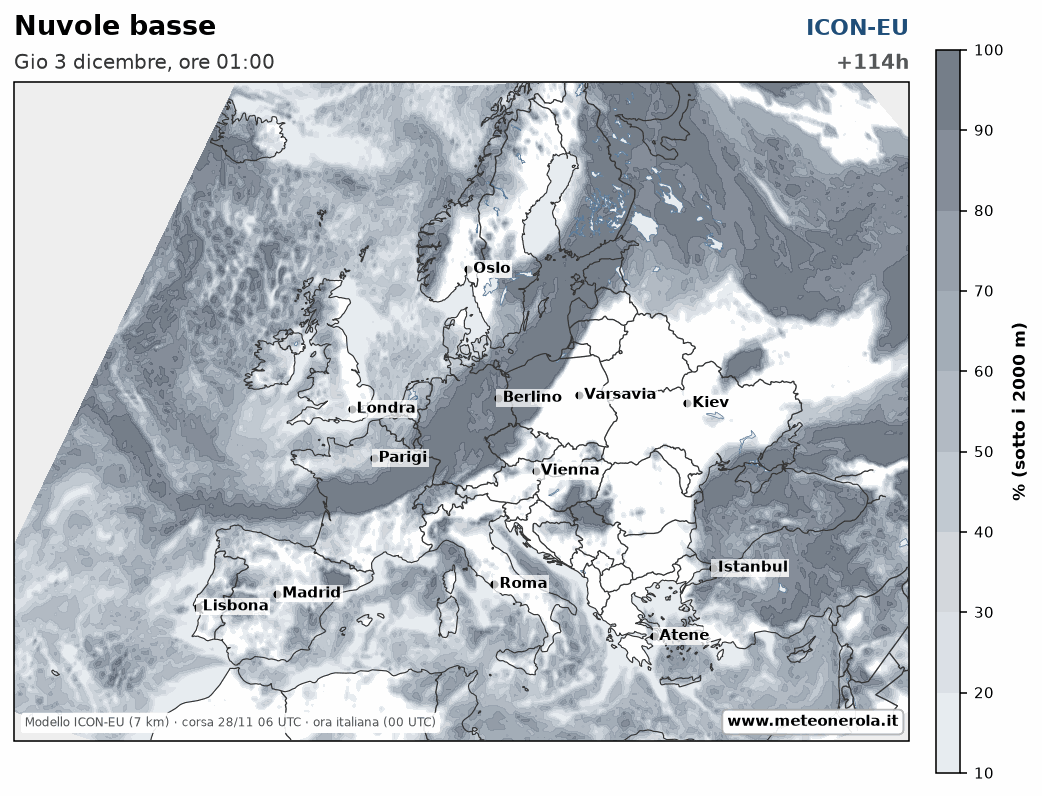 Nuvole basse
ICON-EU
Gio 3 dicembre, ore 01:00
+114h
100
90
80
70
60
50
40
30
20
10
% (sotto i 2000 m)
Oslo
Londra
Berlino
Varsavia
Kiev
Parigi
Vienna
Istanbul
Roma
Madrid
Lisbona
Atene
Modello ICON-EU (7 km) · corsa 28/11 06 UTC · ora italiana (00 UTC)
www.meteonerola.it